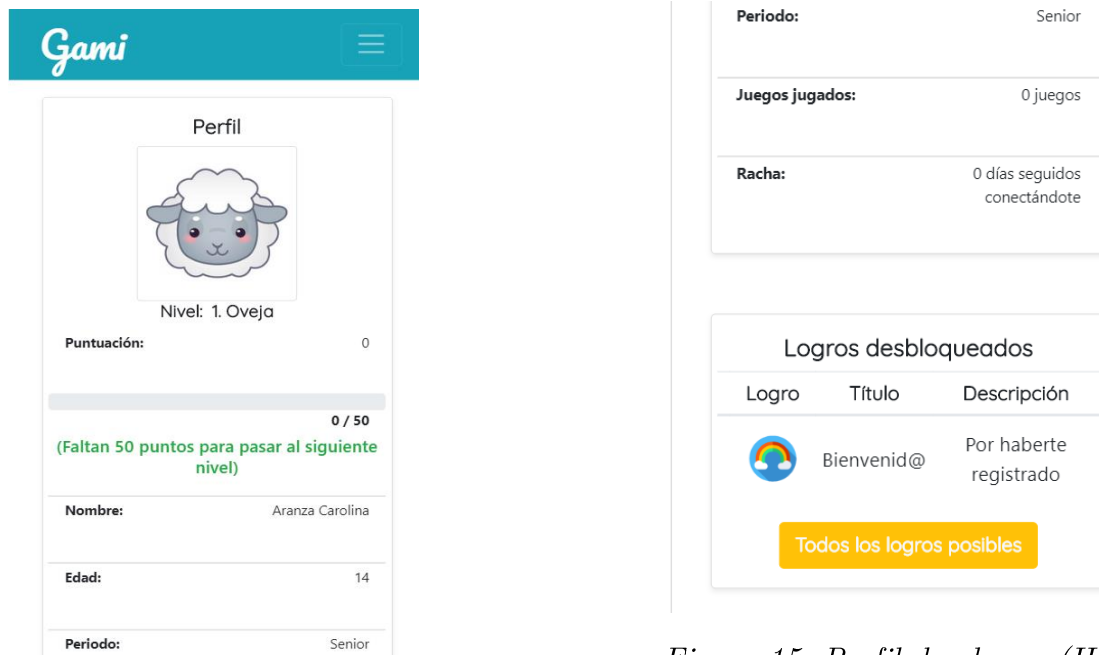 Gami
Perfil
Nivel: 1. Oveja
Puntuación: 0
0 / 50
(Faltan 50 puntos para pasar al siguiente
nivel)
Nombre: Aranza Carolina
Edad: 14
Periodo: Senior
Periodo: Senior
Juegos jugados: 0 juegos
Racha: 0 días seguidos
conectándote
Logros desbloqueados
Logro Título Descripción
Bienvenid@ Por haberte
registrado
Todos los logros posibles